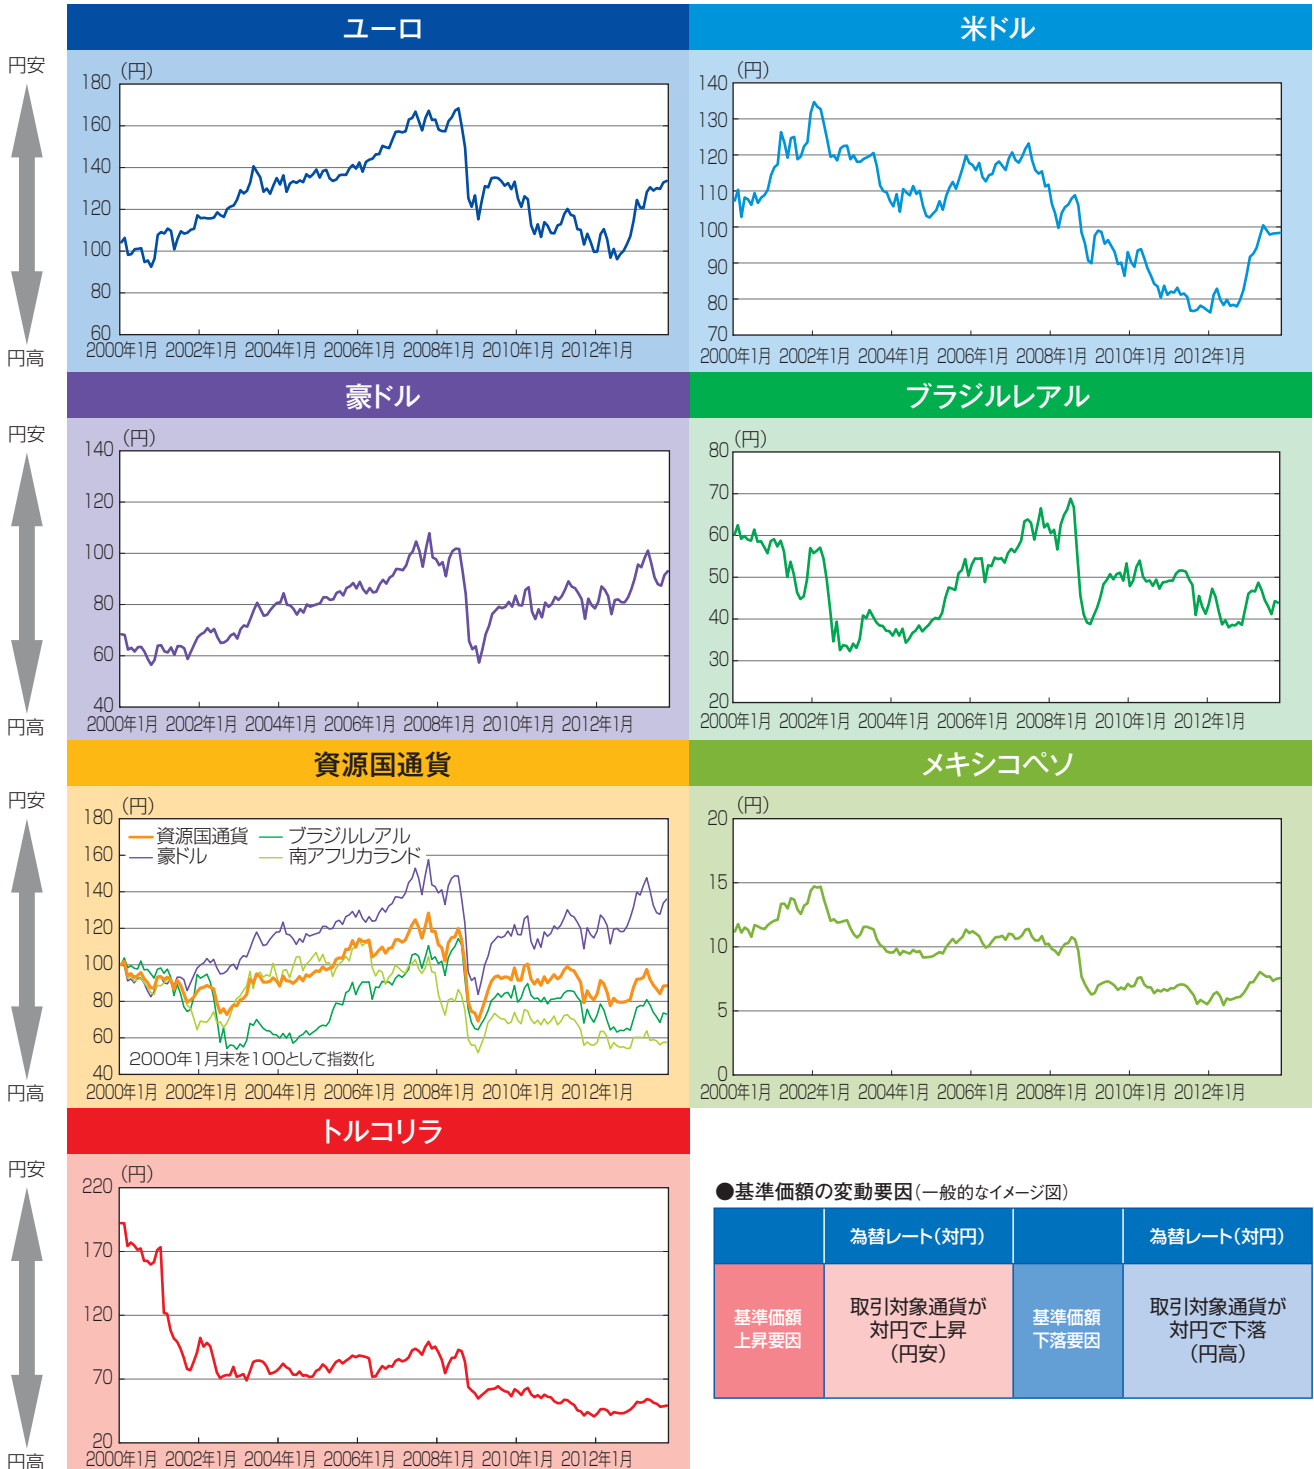 ユーロ
円安
円高
(円)
180
160
140
120
100
80
60
2000年1月 2002年1月 2004年1月 2006年1月 2008年1月 2010年1月 2012年1月
米ドル
(円)
140
130
120
110
100
90
80
70
2000年1月 2002年1月 2004年1月 2006年1月 2008年1月 2010年1月 2012年1月
豪ドル
円安
円高
(円)
140
120
100
80
60
40
2000年1月 2002年1月 2004年1月 2006年1月 2008年1月 2010年1月 2012年1月
ブラジルレアル
(円)
80
70
60
50
40
30
20
2000年1月 2002年1月 2004年1月 2006年1月 2008年1月 2010年1月 2012年1月
資源国通貨
円安
円高
(円)
180
160
140
120
100
80
60
40
資源国通貨 ブラジルレアル
豪ドル 南アフリカランド
2000年1月末を100として指数化
2000年1月 2002年1月 2004年1月 2006年1月 2008年1月 2010年1月 2012年1月
メキシコペソ
(円)
20
15
10
5
0
2000年1月 2002年1月 2004年1月 2006年1月 2008年1月 2010年1月 2012年1月
トルコリラ
円安
円高
(円)
220
170
120
70
20
2000年1月 2002年1月 2004年1月 2006年1月 2008年1月 2010年1月 2012年1月
●基準価額の変動要因(一般的なイメージ図)
為替レート(対円) 為替レート(対円)
基準価額
上昇要因
取引対象通貨が
対円で上昇
(円安)
基準価額
下落要因
取引対象通貨が
対円で下落
(円高)